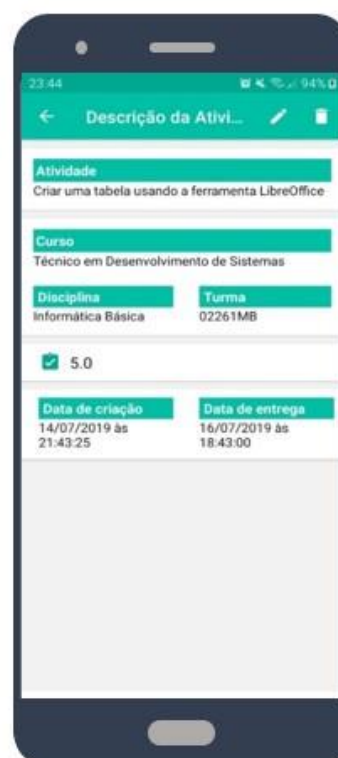 23:44 94%
Descrição da Ativi...
Atividade
Criar uma tabela usando a ferramenta LibreOffice
Curso
Técnico em Desenvolvimento de Sistemas
Disciplina Turma
Informática Básica 02261MB
5.0
Data de criação Data de entrega
14/07/2019 às 16/07/2019 às
21:43:25 18:43:00